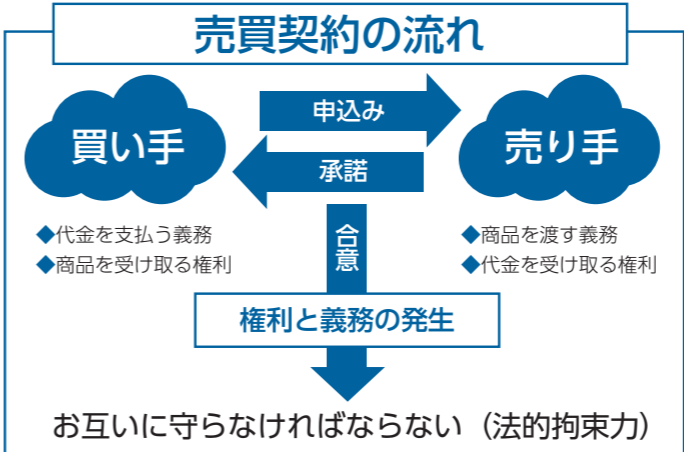 売買契約の流れ
買い手
申込み
承諾
売り手
◆代金を支払う義務
◆商品を受け取る権利
合意
◆商品を渡す義務
◆代金を受け取る権利
権利と義務の発生
お互いに守らなければならない（法的拘束力）